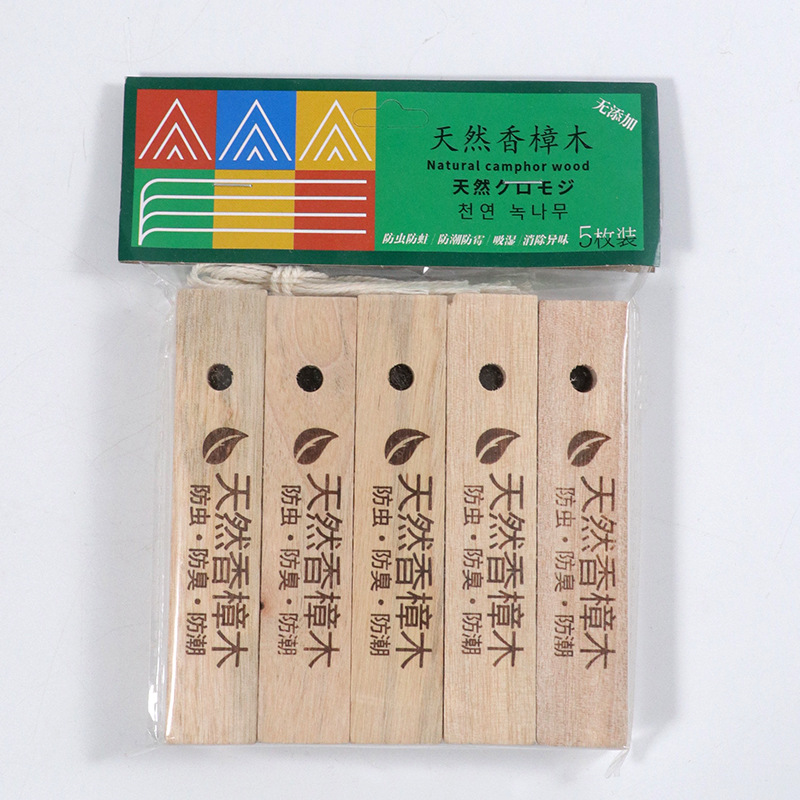 无添加
天然香樟木
Natural camphor wood
天然クロモジ
천연 녹나무
防虫防蛀/防潮防霉/吸湿/消除异味
5枚装
天然香樟木
防虫·防臭·防潮
天然香樟木
防虫·防臭·防潮
天然香樟木
防虫·防臭·防潮
天然香樟木
防虫·防臭·防潮
天然香樟木
防虫·防臭·防潮